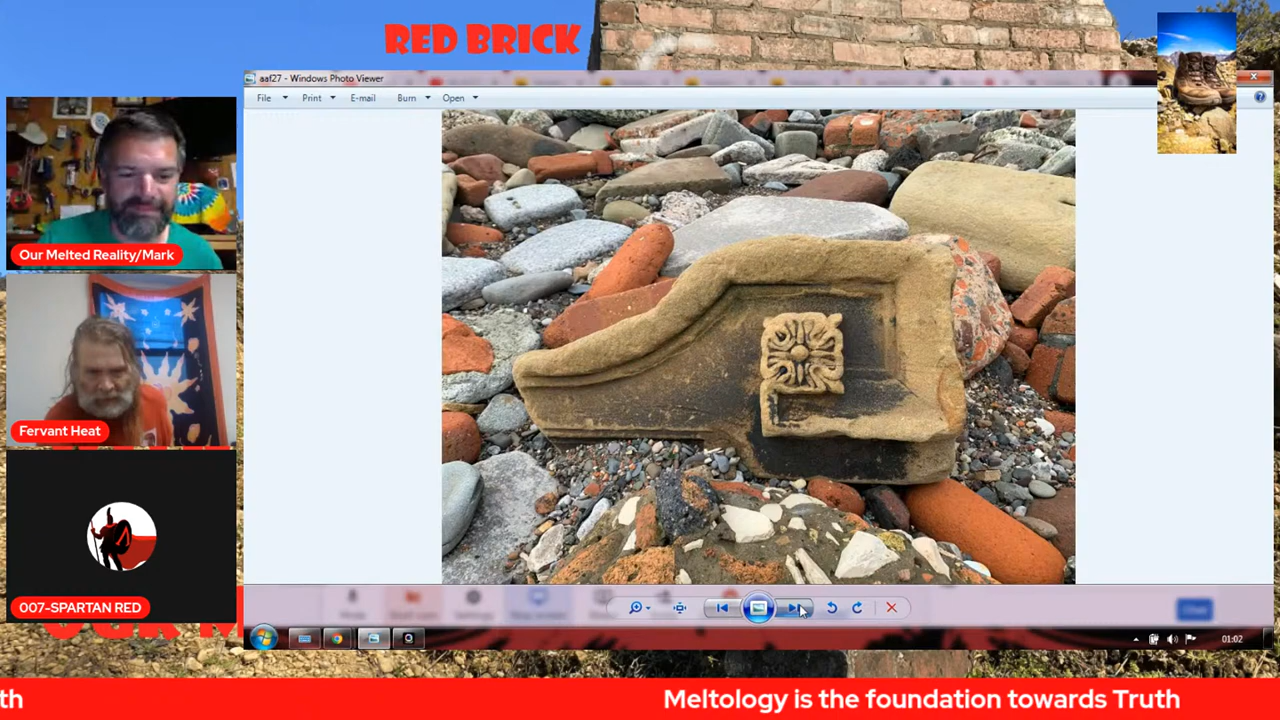 RED BRICK
aaf27 - Windows Photo Viewer
File Print E-mail Burn Open
Our Melted Reality/Mark
Fervant Heat
007-SPARTAN RED
01:02
th
Meltology is the foundation towards Truth